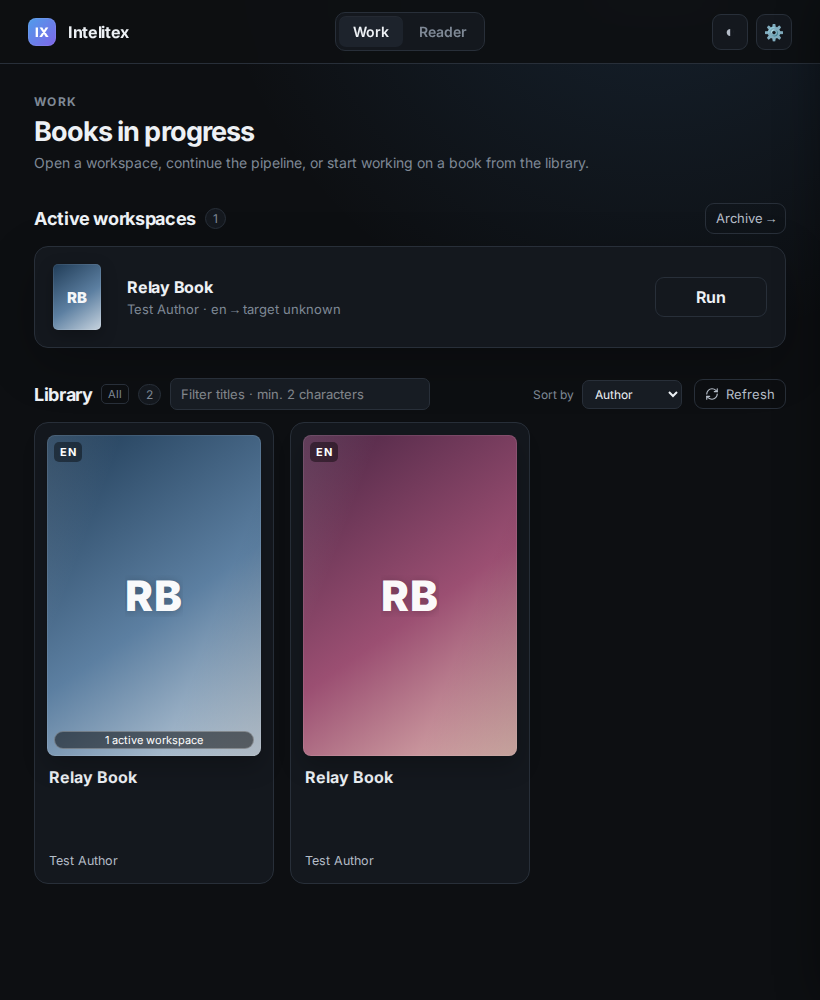 IX Intelitex Work Reader
WORK
Books in progress
Open a workspace, continue the pipeline, or start working on a book from the library.
Active workspaces 1 Archive →
RB
Relay Book
Test Author · en → target unknown
Run
Library All 2 Filter titles · min. 2 characters Sort by Author Refresh
EN
RB
1 active workspace
Relay Book
Test Author
EN
RB
Relay Book
Test Author